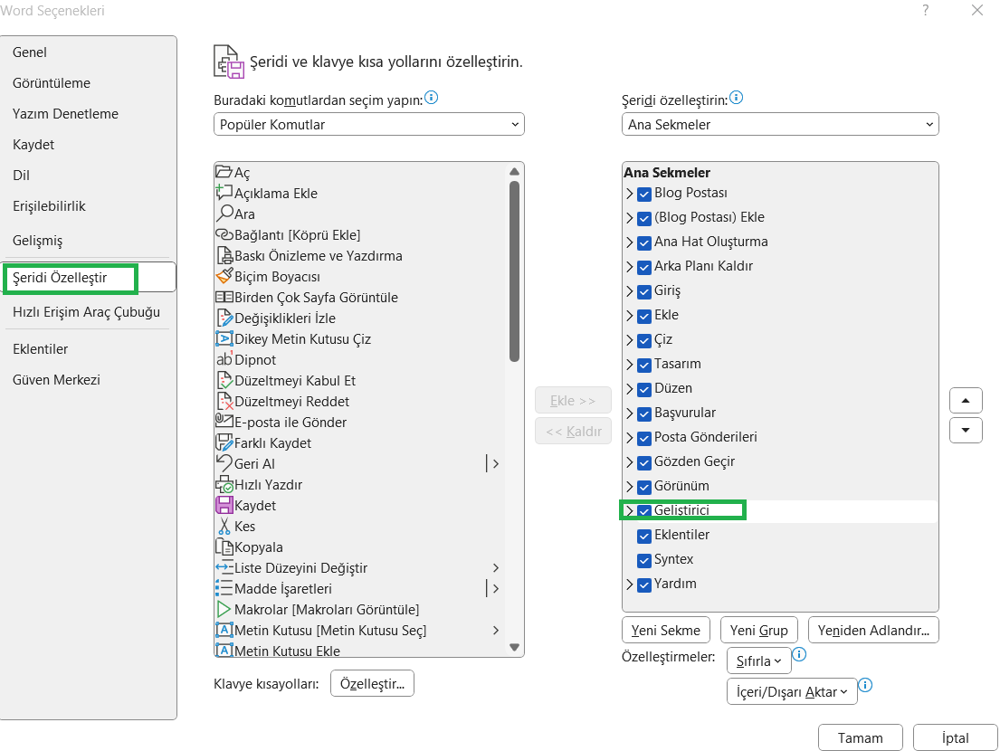 Word Seçenekleri
?
Genel
Görüntüleme
Yazım Denetleme
Kaydet
Dil
Erişilebilirlik
Gelişmiş
Şeridi Özelleştir
Hızlı Erişim Araç Çubuğu
Eklentiler
Güven Merkezi
Şeridi ve klavye kısa yollarını özelleştirin.
Buradaki komutlardan seçim yapın:
Popüler Komutlar
Aç
Açıklama Ekle
Ara
Bağlantı [Köprü Ekle]
Baskı Önizleme ve Yazdırma
Biçim Boyacısı
Birden Çok Sayfa Görüntüle
Değişiklikleri İzle
Dikey Metin Kutusu Çiz
Dipnot
Düzeltmeyi Kabul Et
Düzeltmeyi Reddet
E-posta ile Gönder
Farklı Kaydet
Geri Al
Hızlı Yazdır
Kaydet
Kes
Kopyala
Liste Düzeyini Değiştir
Madde İşaretleri
Makrolar [Makroları Görüntüle]
Metin Kutusu [Metin Kutusu Seç]
Metin Kutusu Ekle
Klavye kısayolları:
Özelleştir...
Ekle >>
<< Kaldır
Şeridi özelleştirin:
Ana Sekmeler
Ana Sekmeler
Blog Postası
(Blog Postası) Ekle
Ana Hat Oluşturma
Arka Planı Kaldır
Giriş
Ekle
Çiz
Tasarım
Düzen
Başvurular
Posta Gönderileri
Gözden Geçir
Görünüm
Geliştirici
Eklentiler
Syntex
Yardım
Yeni Sekme
Yeni Grup
Yeniden Adlandır...
Özelleştirmeler:
Sıfırla
İçeri/Dışarı Aktar
Tamam
İptal